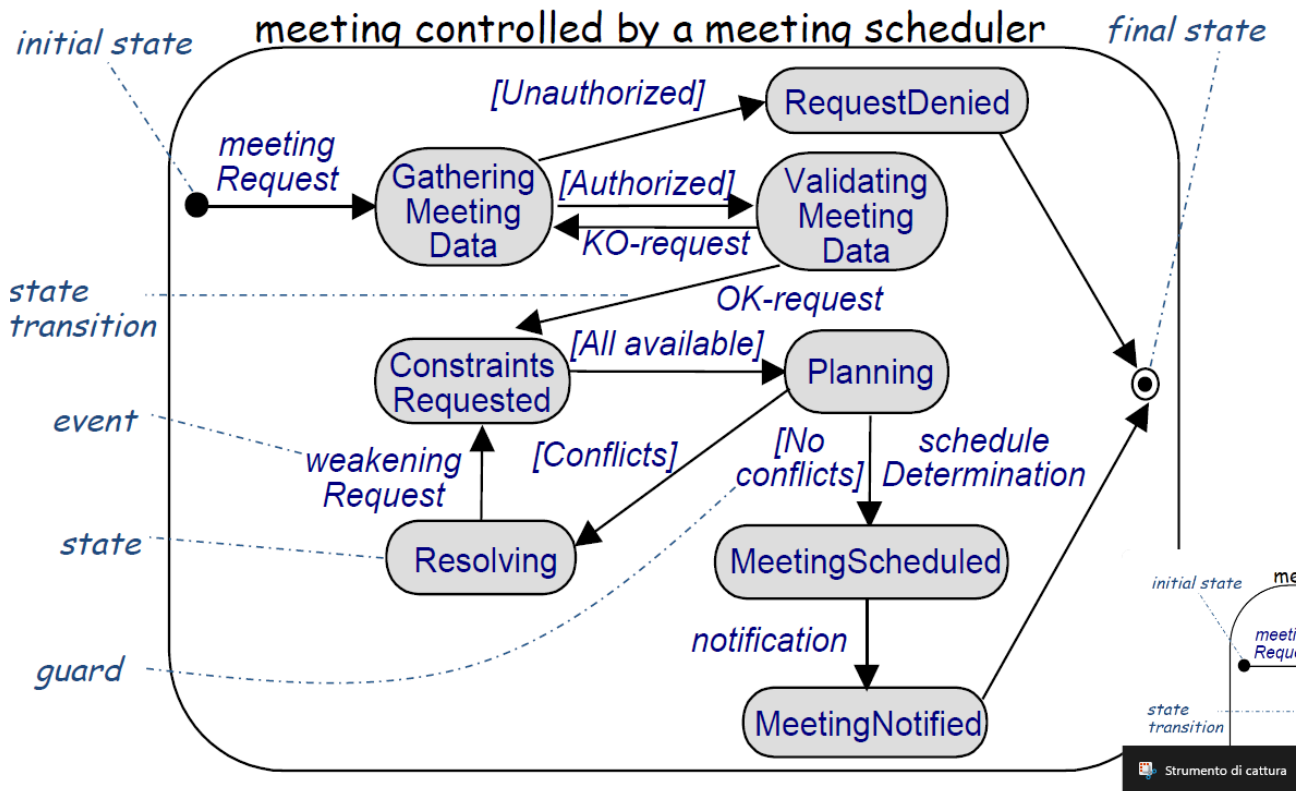 meeting controlled by a meeting scheduler
initial state
final state
[Unauthorized]
RequestDenied
meeting
Request
Gathering
Meeting
Data
[Authorized]
Validating
Meeting
Data
KO-request
state
transition
OK-request
[All available]
Constraints
Requested
Planning
event
weakening
Request
[Conflicts]
[No
conflicts]
schedule
Determination
state
Resolving
MeetingScheduled
guard
notification
MeetingNotified
initial state
me
meeti
Reque
state
transition
Strumento di cattura